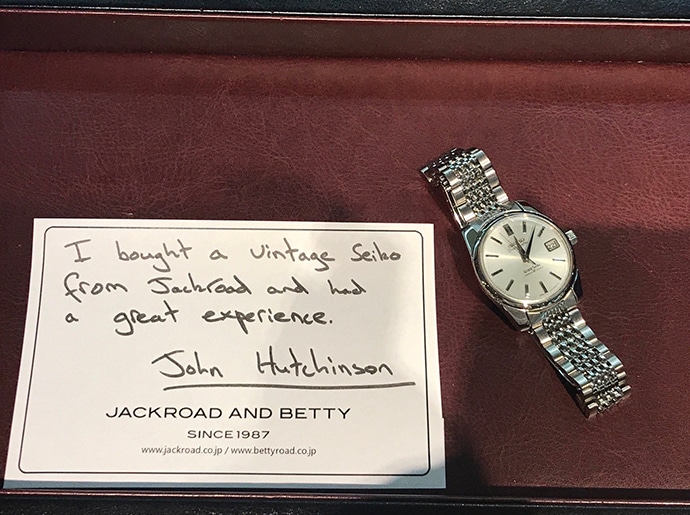 I bought a vintage Seiko
from Jackroad and had
a great experience.
John Hutchinson
JACKROAD AND BETTY
SINCE 1987
www.jackroad.co.jp / www.bettyroad.co.jp
SEIKO